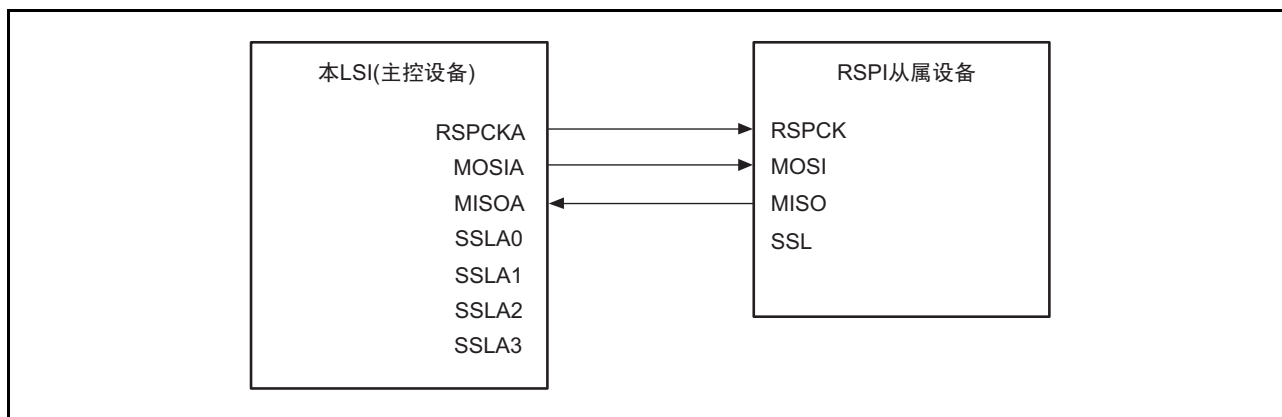 本LSI(主控设备)
RSPCKA
MOSIA
MISOA
SSLA0
SSLA1
SSLA2
SSLA3
RSPI从属设备
RSPCK
MOSI
MISO
SSL